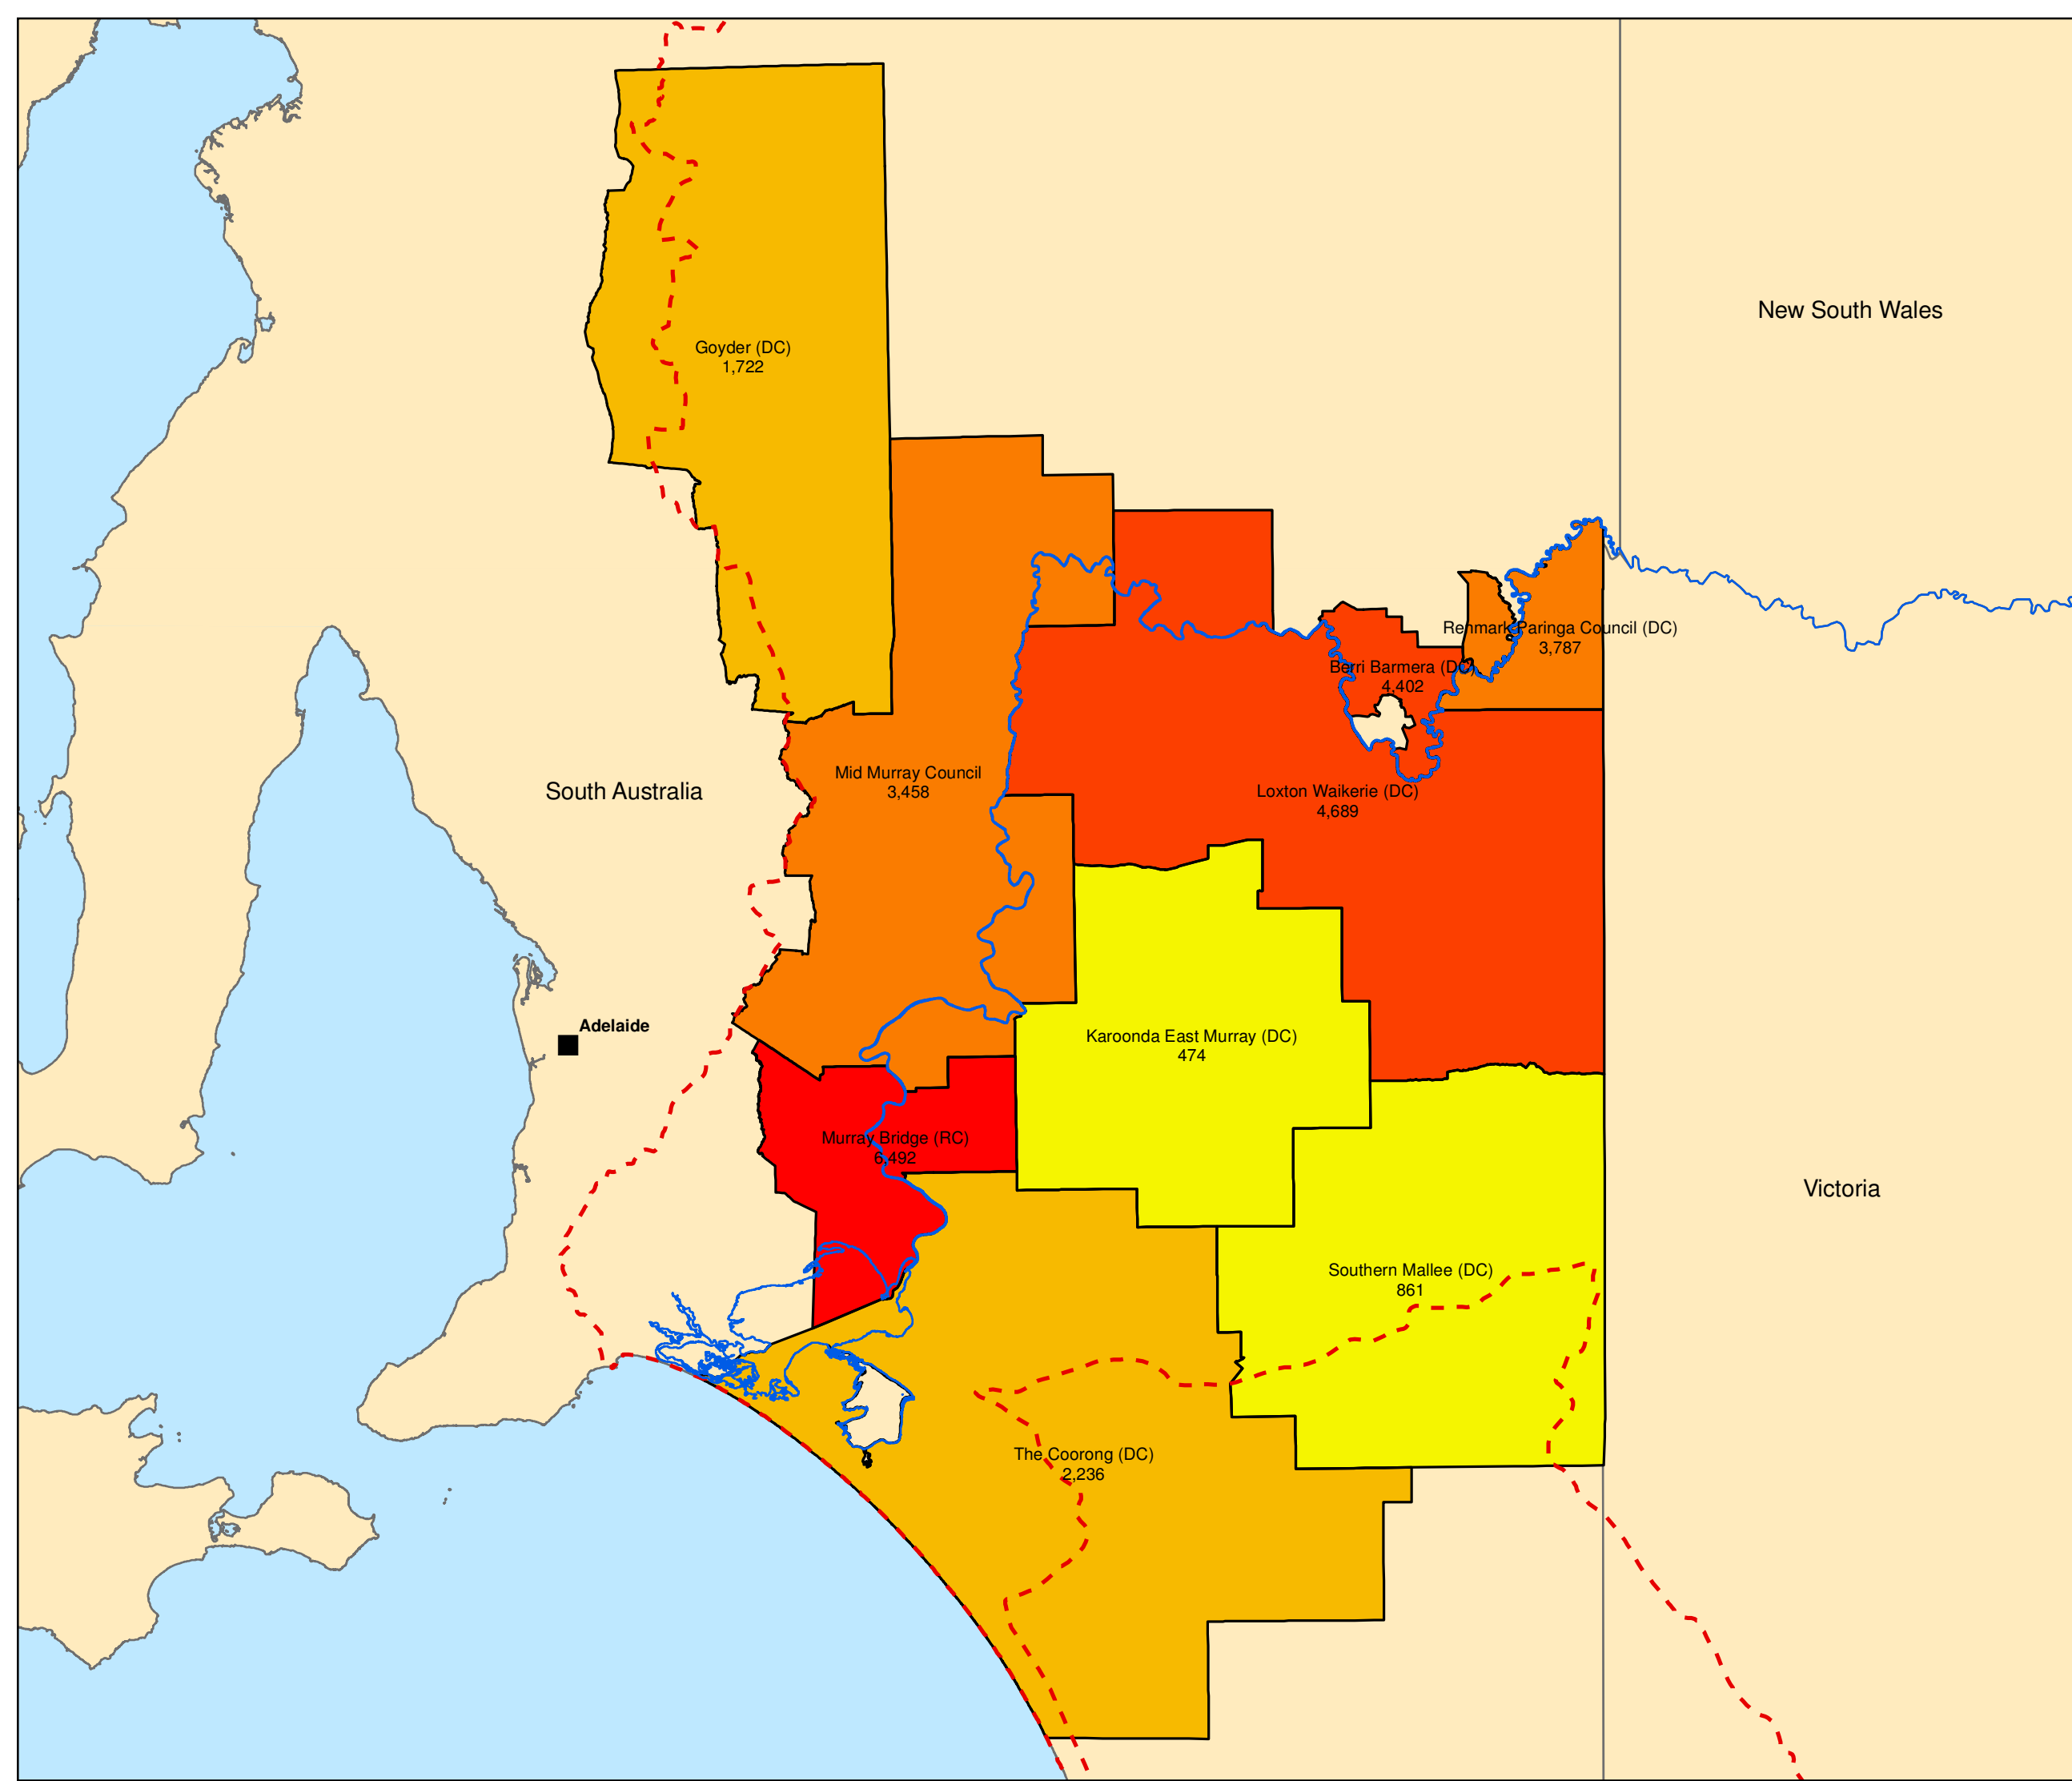 New South Wales
Goyder (DC)
1,722
Renmark Paringa Council (DC)
3,787
Berri Barmera (DC)
4,402
Mid Murray Council
3,458
South Australia
Loxton Waikerie (DC)
4,689
Adelaide
Karoonda East Murray (DC)
474
Murray Bridge (RC)
6,492
Victoria
Southern Mallee (DC)
861
The Coorong (DC)
2,236